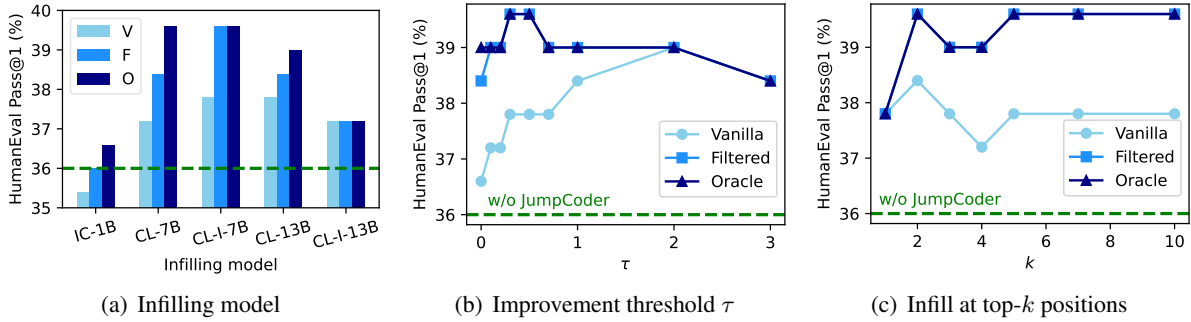 HumanEval Pass@1 (%)
40
39
38
37
36
35
V
F
O
IC-1B
CL-7B
CL-I-7B
CL-13B
CL-I-13B
Infilling model
(a) Infilling model
HumanEval Pass@1 (%)
39
38
37
36
Vanilla
Filtered
Oracle
w/o JumpCoder
0
1
2
3
τ
(b) Improvement threshold τ
HumanEval Pass@1 (%)
39
38
37
36
Vanilla
Filtered
Oracle
w/o JumpCoder
2
4
6
8
10
k
(c) Infill at top-k positions